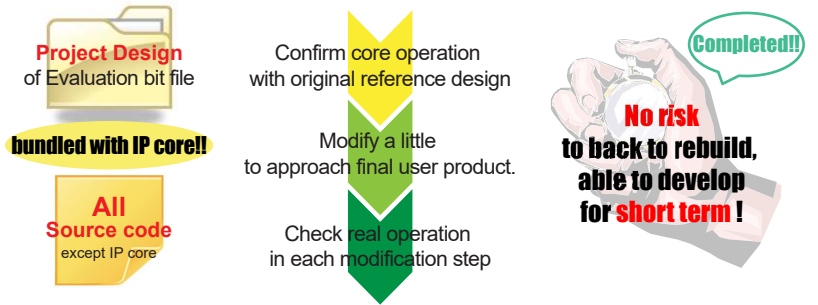 Project Design
of Evaluation bit file
bundled with IP core!!
All
Source code
except IP core
Confirm core operation
with original reference design
Modify a little
to approach final user product.
Check real operation
in each modification step
Completed!!
No risk
to back to rebuild,
able to develop
for short term !